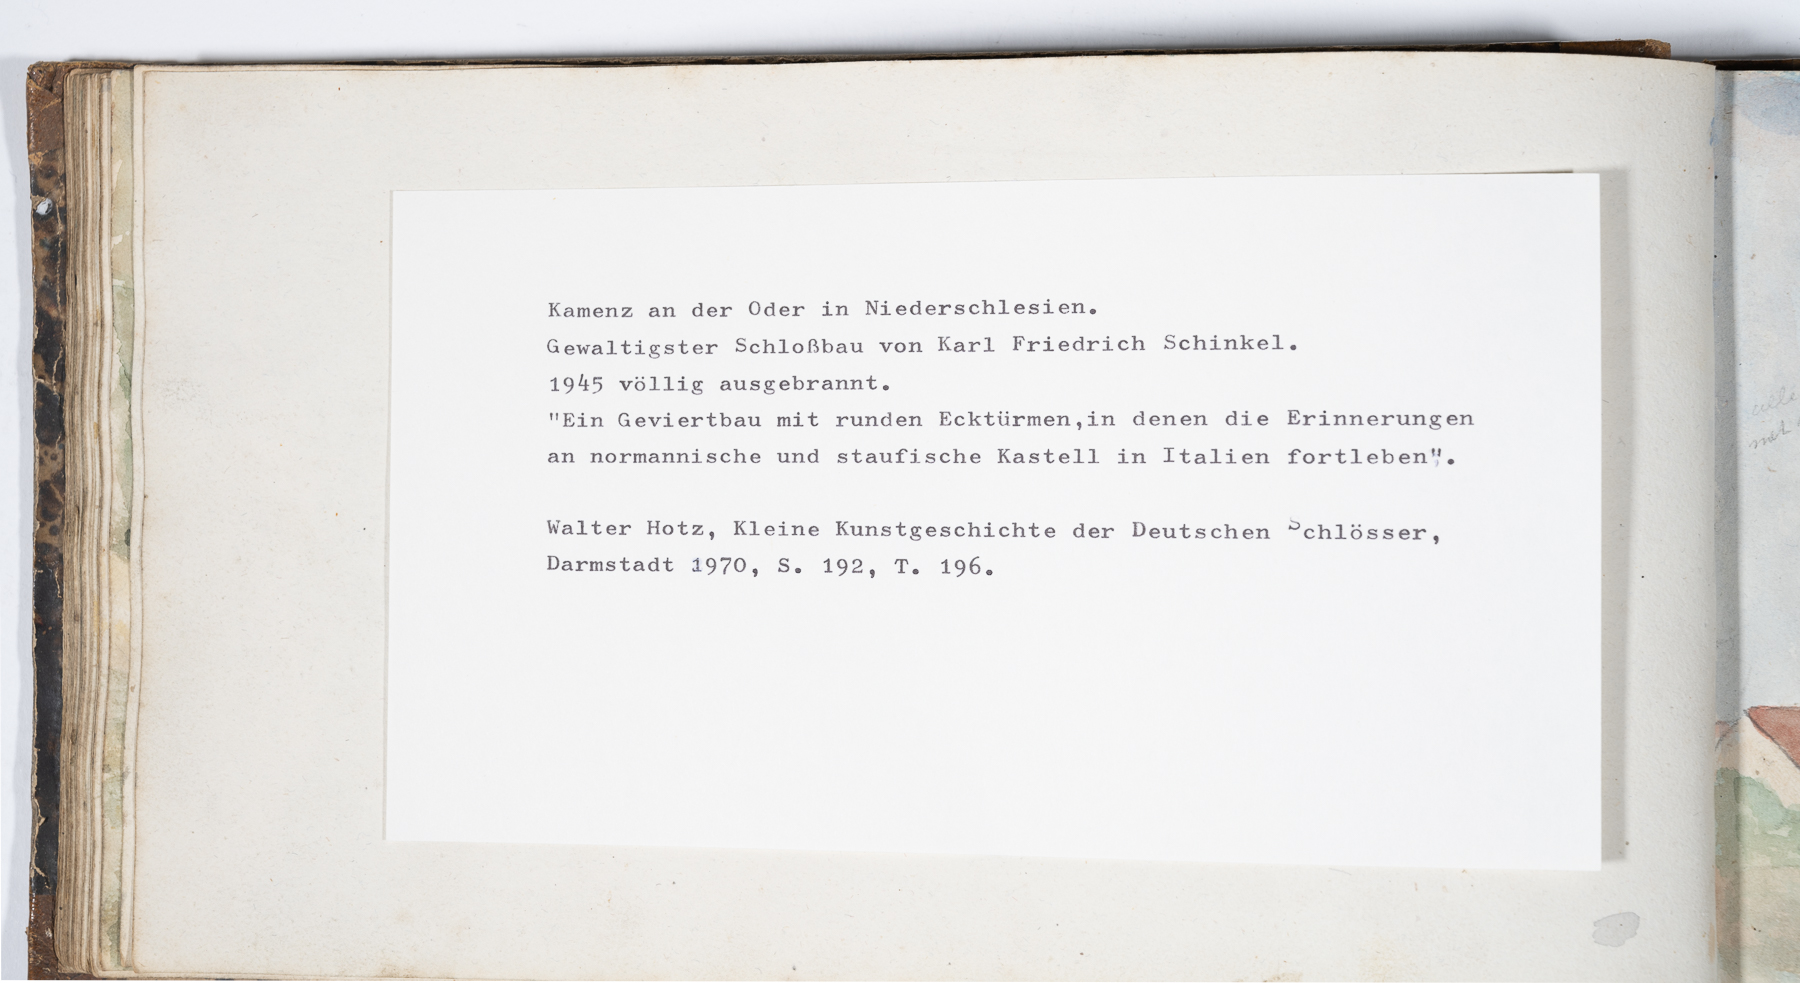 Kamenz an der Oder in Niederschlesien.
Gewaltigster Schloßbau von Karl Friedrich Schinkel.
1945 völlig ausgebrannt.
"Ein Geviertbau mit runden Ecktürmen,in denen die Erinnerungen
an normannische und staufische Kastell in Italien fortleben".
Walter Hotz, Kleine Kunstgeschichte der Deutschen Schlösser,
Darmstadt 1970, S. 192, T. 196.